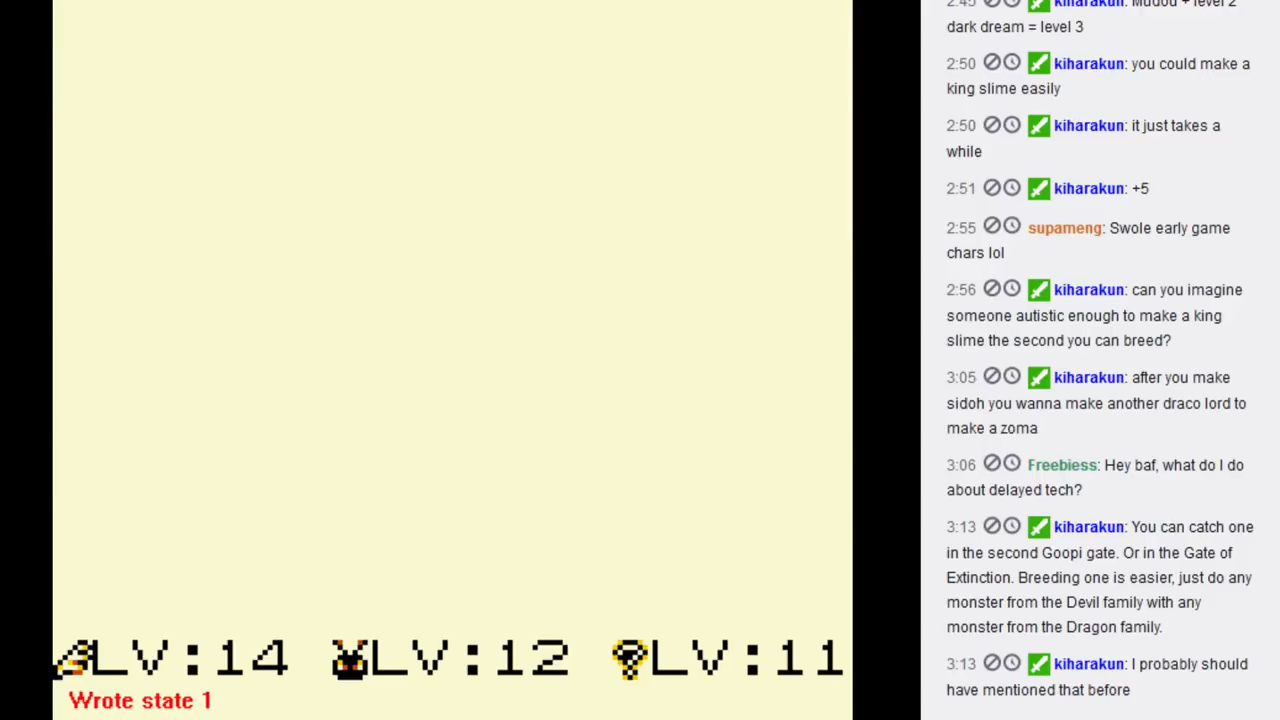 2:45 kiharakun: Mudou + level 2
dark dream = level 3
2:50 kiharakun: you could make a
king slime easily
2:50 kiharakun: it just takes a
while
2:51 kiharakun: +5
2:55 supameng: Swole early game
chars lol
2:56 kiharakun: can you imagine
someone autistic enough to make a king
slime the second you can breed?
3:05 kiharakun: after you make
sidoh you wanna make another draco lord to
make a zoma
3:06 Freebiess: Hey baf, what do I do
about delayed tech?
3:13 kiharakun: You can catch one
in the second Goopi gate. Or in the Gate of
Extinction. Breeding one is easier, just do any
monster from the Devil family with any
monster from the Dragon family.
3:13 kiharakun: I probably should
have mentioned that before
LV:14 LV:12 LV:11
Wrote state 1